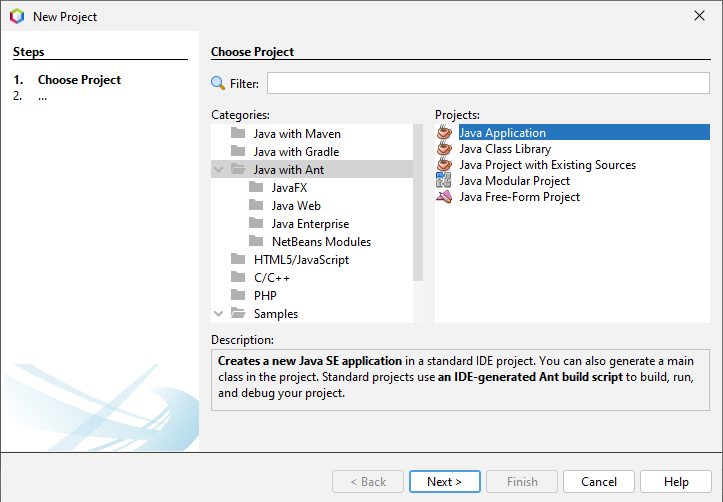 New Project
Steps
1. Choose Project
2. ...
Choose Project
Filter:
Categories:
Java with Maven
Java with Gradle
Java with Ant
JavaFX
Java Web
Java Enterprise
NetBeans Modules
HTML5/JavaScript
C/C++
PHP
Samples
Projects:
Java Application
Java Class Library
Java Project with Existing Sources
Java Modular Project
Java Free-Form Project
Description:
Creates a new Java SE application in a standard IDE project. You can also generate a main
class in the project. Standard projects use an IDE-generated Ant build script to build, run,
and debug your project.
< Back
Next >
Finish
Cancel
Help